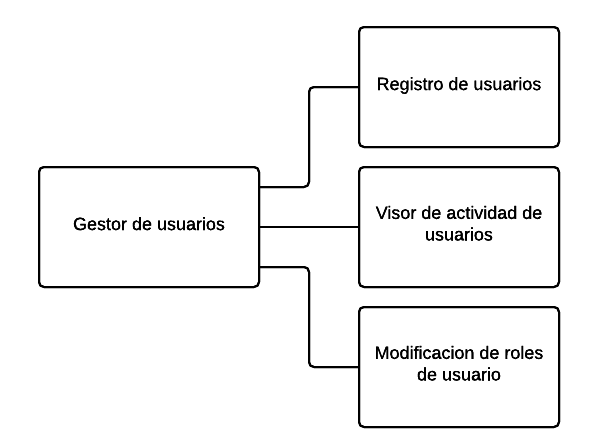 Registro de usuarios
Gestor de usuarios
Visor de actividad de
usuarios
Modificacion de roles
de usuario